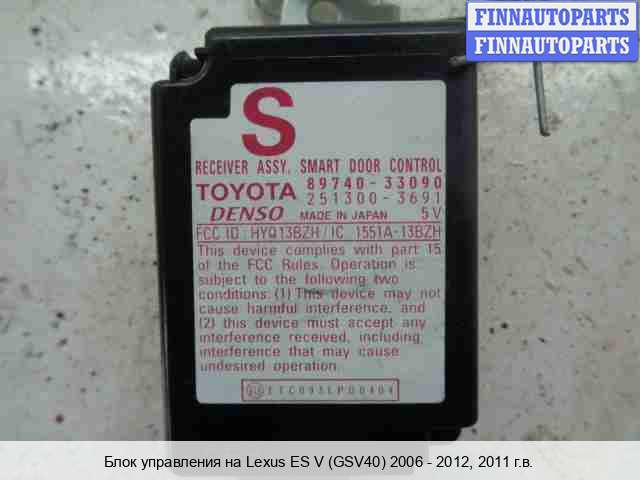 FINNAUTOPARTS
FINNAUTOPARTS
S
RECEIVER ASSY, SMART DOOR CONTROL
TOYOTA 89740-33090
251300-3691
DENSO MADE IN JAPAN 5V
FCC ID : HYQ13BZH / IC 1551A-13BZH
This device complies with part 15
of the FCC Rules. Operation is
subject to the following two
conditions: (1) This device may not
cause harmful interference, and
(2) this device must accept any
interference received, including
interference that may cause
undesired operation.
Блок управления на Lexus ES V (GSV40) 2006 - 2012, 2011 г.в.